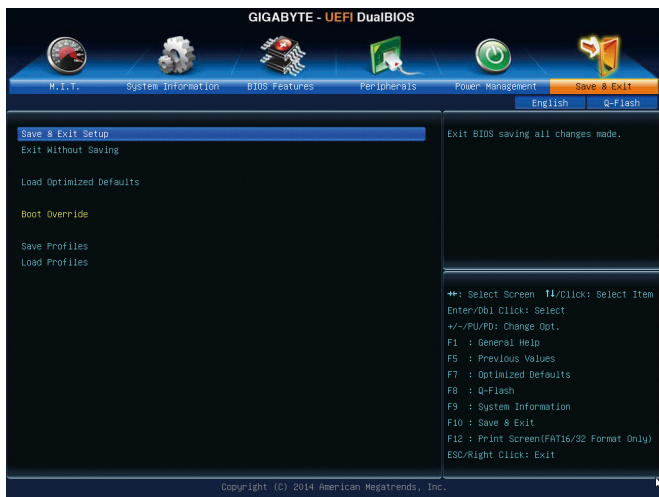 GIGABYTE - UEFI DualBIOS
M.I.T.
System Information
BIOS Features
Peripherals
Power Management
Save & Exit
English
Q-Flash
Save & Exit Setup
Exit Without Saving
Load Optimized Defaults
Boot Override
Save Profiles
Load Profiles
Exit BIOS saving all changes made.
→←: Select Screen ↑↓/Click: Select Item
Enter/Dbl Click: Select
+/-/PU/PD: Change Opt.
F1 : General Help
F5 : Previous Values
F7 : Optimized Defaults
F8 : Q-Flash
F9 : System Information
F10 : Save & Exit
F12 : Print Screen(FAT16/32 Format Only)
ESC/Right Click: Exit
Copyright (C) 2014 American Megatrends, Inc.